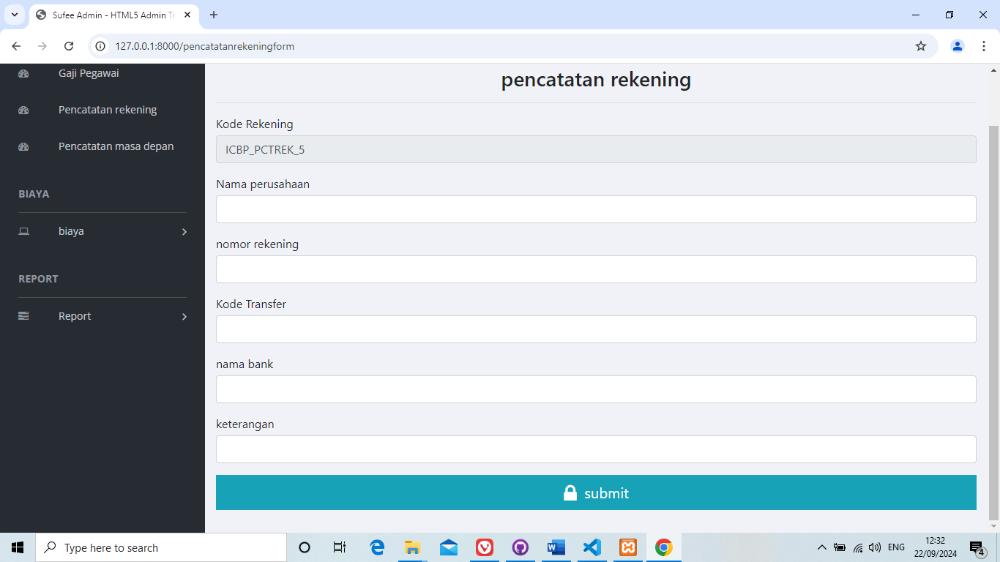 Sufee Admin - HTML5 Admin Te
127.0.0.1:8000/pencatatanrekeningform
Gaji Pegawai
Pencatatan rekening
Pencatatan masa depan
BIAYA
biaya
REPORT
Report
pencatatan rekening
Kode Rekening
ICBP_PCTREK_5
Nama perusahaan
nomor rekening
Kode Transfer
nama bank
keterangan
submit
Type here to search
ENG
12:32
22/09/2024
4